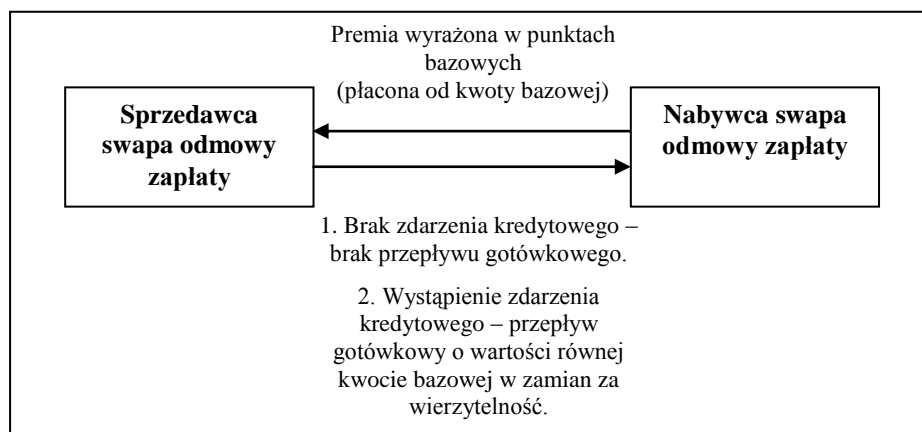 Premia wyrażona w punktach
bazowych
(płacona od kwoty bazowej)
Sprzedawca
swapa odmowy
zapłaty
Nabywca swapa
odmowy zapłaty
1. Brak zdarzenia kredytowego –
brak przepływu gotówkowego.
2. Wystąpienie zdarzenia
kredytowego – przepływ
gotówkowy o wartości równej
kwocie bazowej w zamian za
wierzytelność.